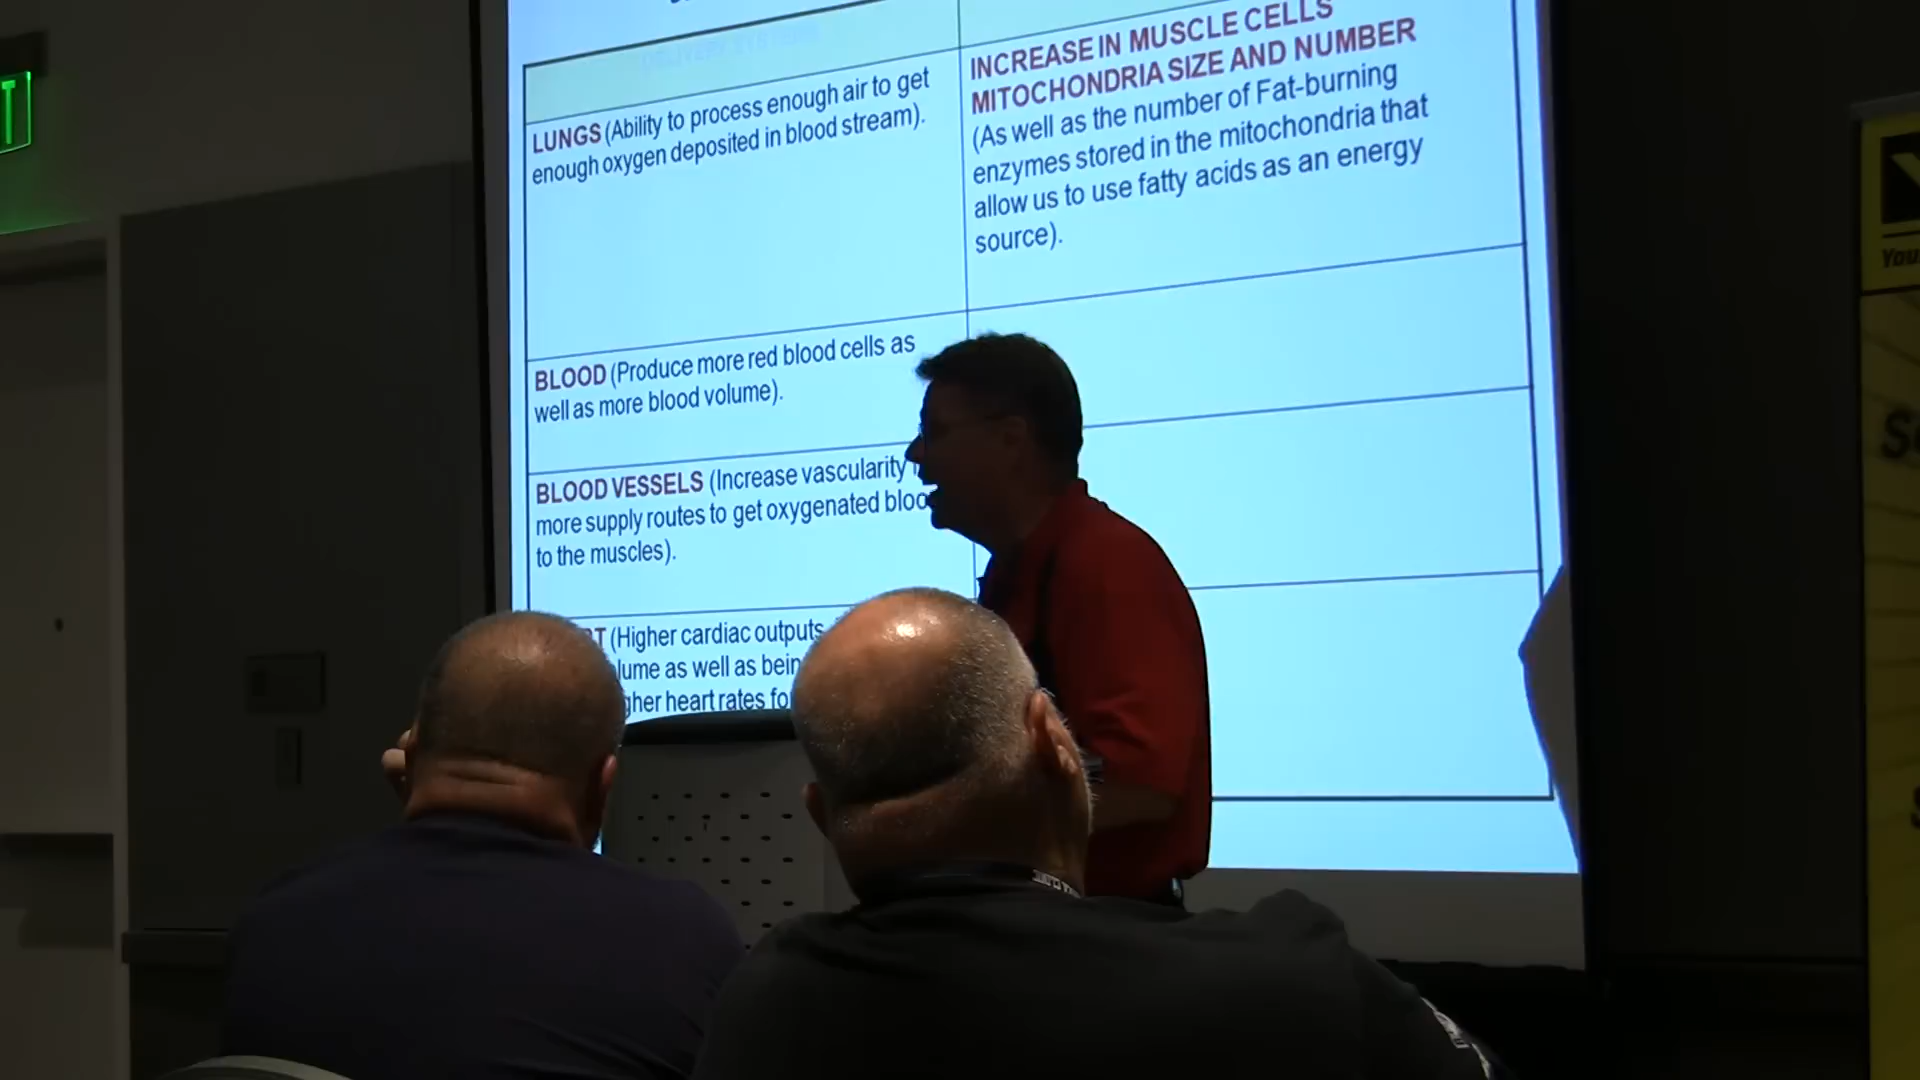 DELIVERY SYSTEMS
LUNGS (Ability to process enough air to get
enough oxygen deposited in blood stream).
INCREASE IN MUSCLE CELLS
MITOCHONDRIA SIZE AND NUMBER
(As well as the number of Fat-burning
enzymes stored in the mitochondria that
allow us to use fatty acids as an energy
source).
BLOOD (Produce more red blood cells as
well as more blood volume).
BLOOD VESSELS (Increase vascularity
more supply routes to get oxygenated
to the muscles).
(Higher cardiac outputs
as well as
heart rates
You